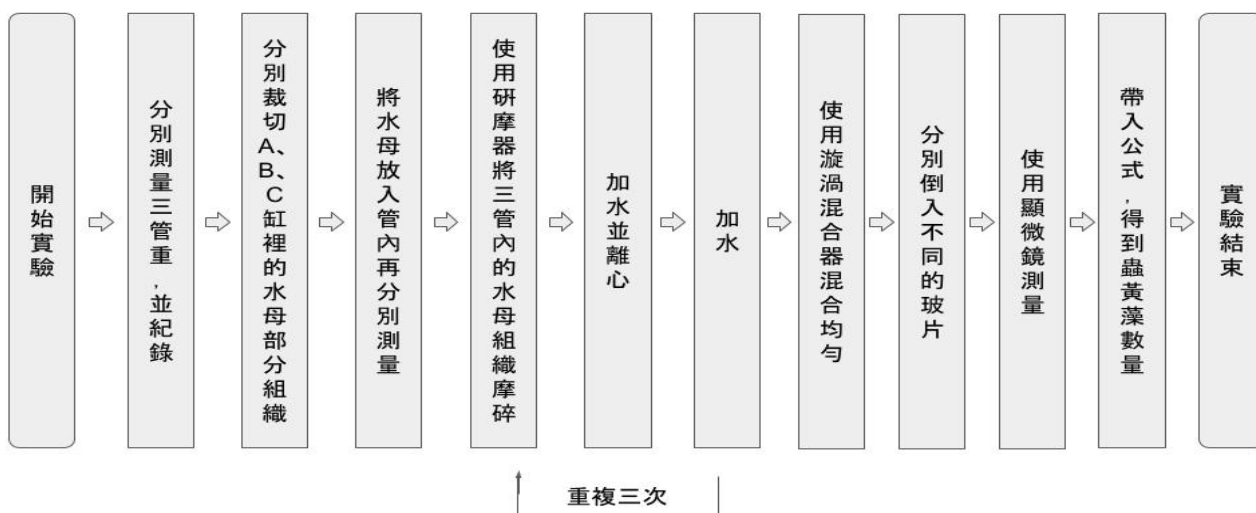 開始實驗
分別測量三管重，並紀錄
分別裁切A、B、C缸裡的水母部分組織
將水母放入管內再分別測量
使用研摩器將三管內的水母組織摩碎
加水並離心
加水
使用漩渦混合器混合均勻
分別倒入不同的玻片
使用顯微鏡測量
帶入公式，得到蟲黃藻數量
實驗結束
重複三次